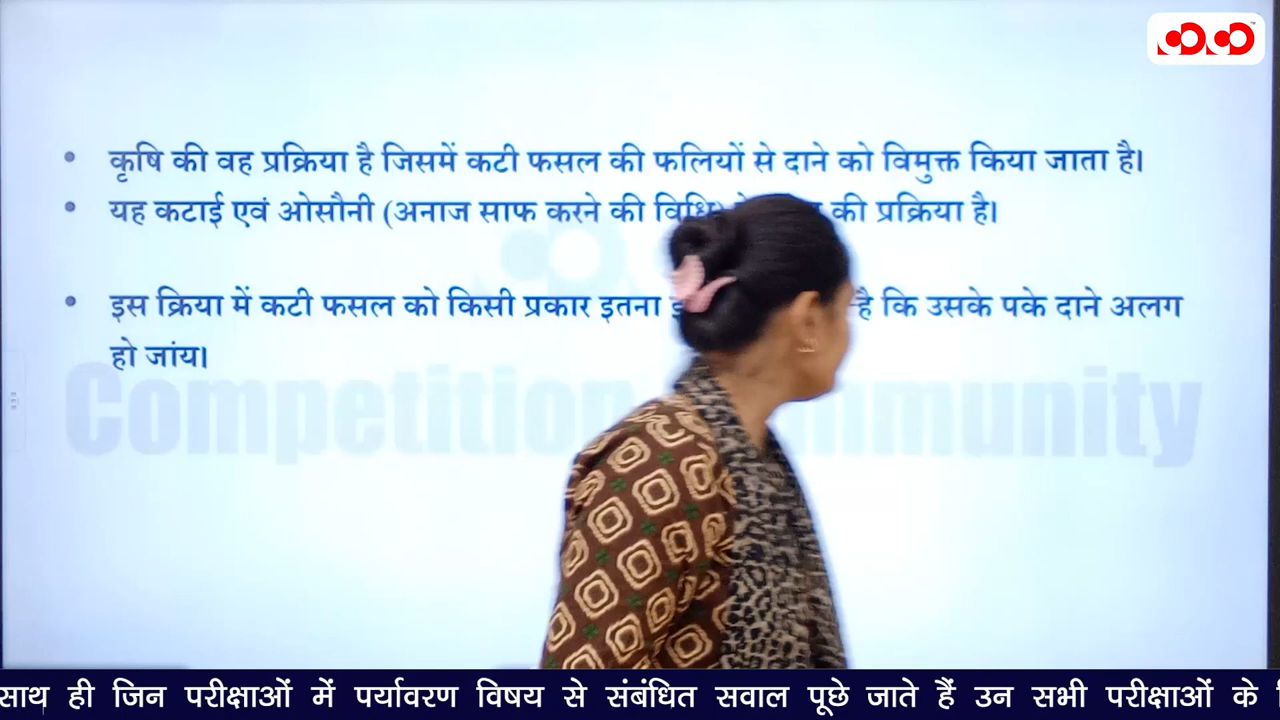 कृषि की वह प्रक्रिया है जिसमें कटी फसल की फलियों से दाने को विमुक्त किया जाता है।
यह कटाई एवं ओसौनी (अनाज साफ करने की विधि) की प्रक्रिया है।
इस क्रिया में कटी फसल को किसी प्रकार इतना है कि उसके पके दाने अलग
हो जांय।
Competition
साथ ही जिन परीक्षाओं में पर्यावरण विषय से संबंधित सवाल पूछे जाते हैं उन सभी परीक्षाओं के